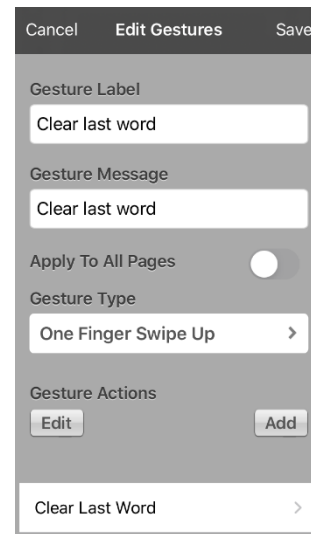 Cancel Edit Gestures Save
Gesture Label
Clear last word
Gesture Message
Clear last word
Apply To All Pages
Gesture Type
One Finger Swipe Up
Gesture Actions
Edit Add
Clear Last Word